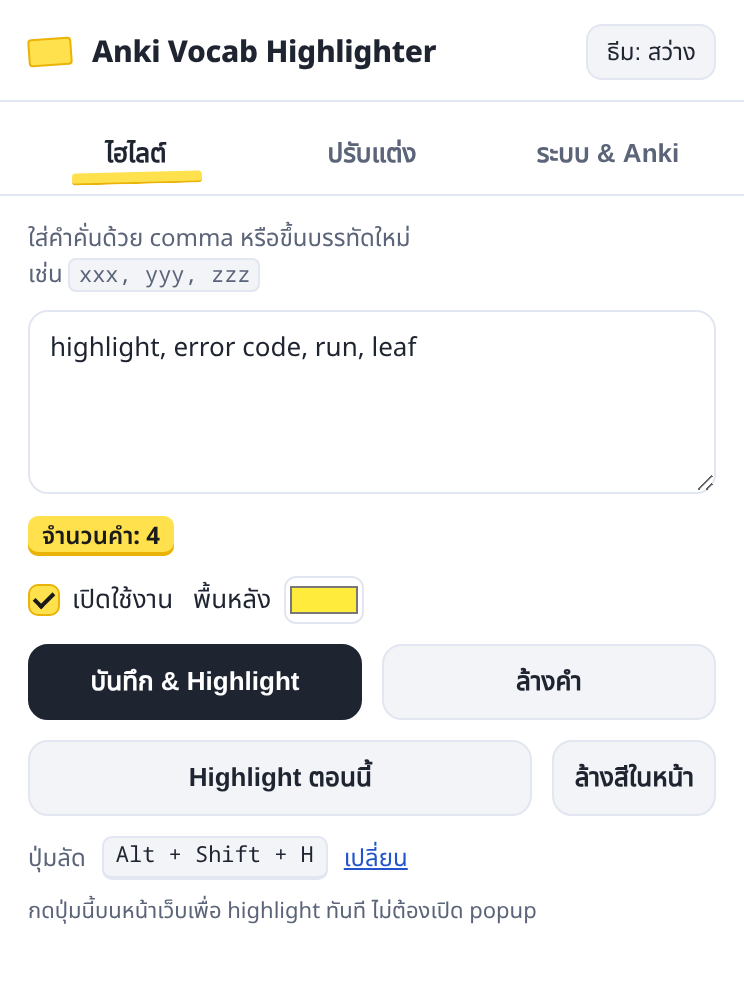 Anki Vocab Highlighter
ธีม: สว่าง
ไฮไลต์
ปรับแต่ง
ระบบ & Anki
ใส่คำคั่นด้วย comma หรือขึ้นบรรทัดใหม่
เช่น xxx, yyy, zzz
highlight, error code, run, leaf
จำนวนคำ: 4
เปิดใช้งาน พื้นหลัง
บันทึก & Highlight
ล้างคำ
Highlight ตอนนี้
ล้างสีในหน้า
ปุ่มลัด Alt + Shift + H เปลี่ยน
กดปุ่มนี้บนหน้าเว็บเพื่อ highlight ทันที ไม่ต้องเปิด popup